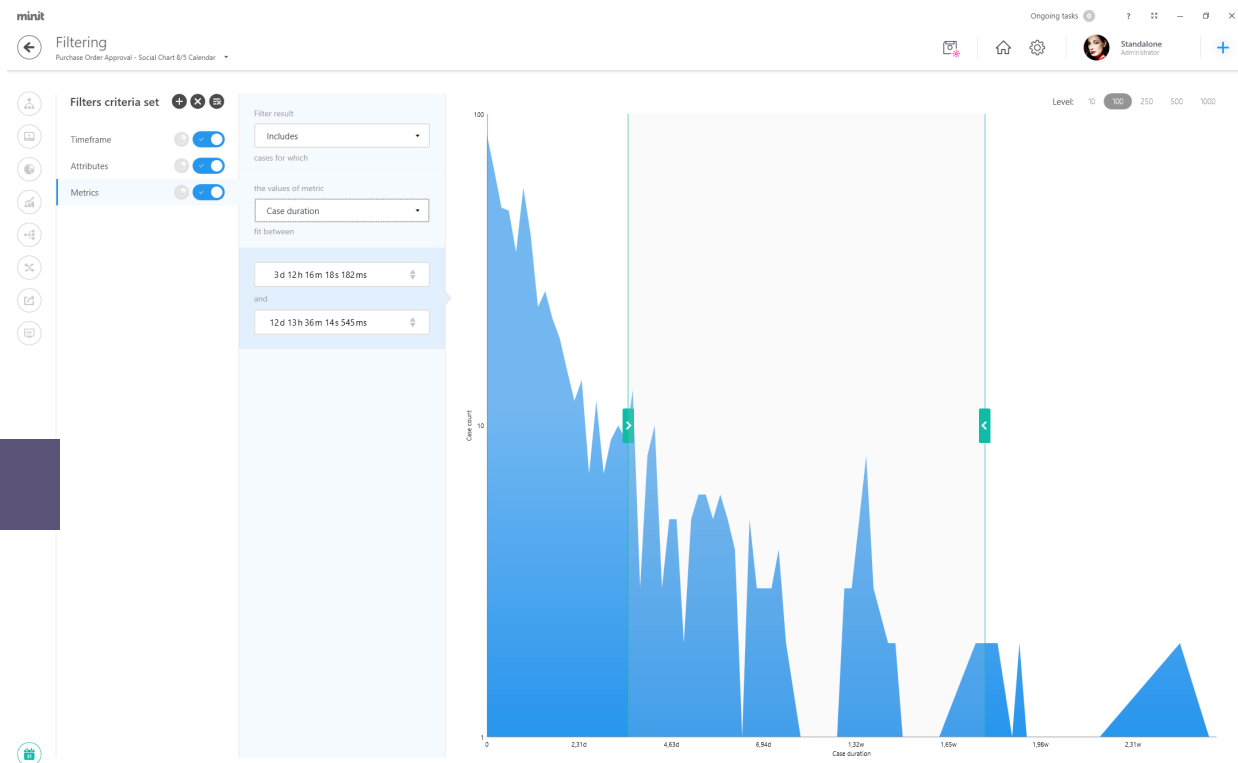 minit
Ongoing tasks 0 ?
Filtering
Purchase Order Approval - Social Chart 8/5 Calendar
Standalone
Administrator
Filters criteria set
Timeframe
Attributes
Metrics
Filter result
Includes
cases for which
the values of metric
Case duration
fit between
3d 12h 16m 18s 182ms
and
12d 13h 36m 14s 545ms
Level: 10 100 250 500 1000
100
10
1
Case count
0 2,31d 4,63d 6,94d 1,32w 1,65w 1,98w 2,31w
Case duration